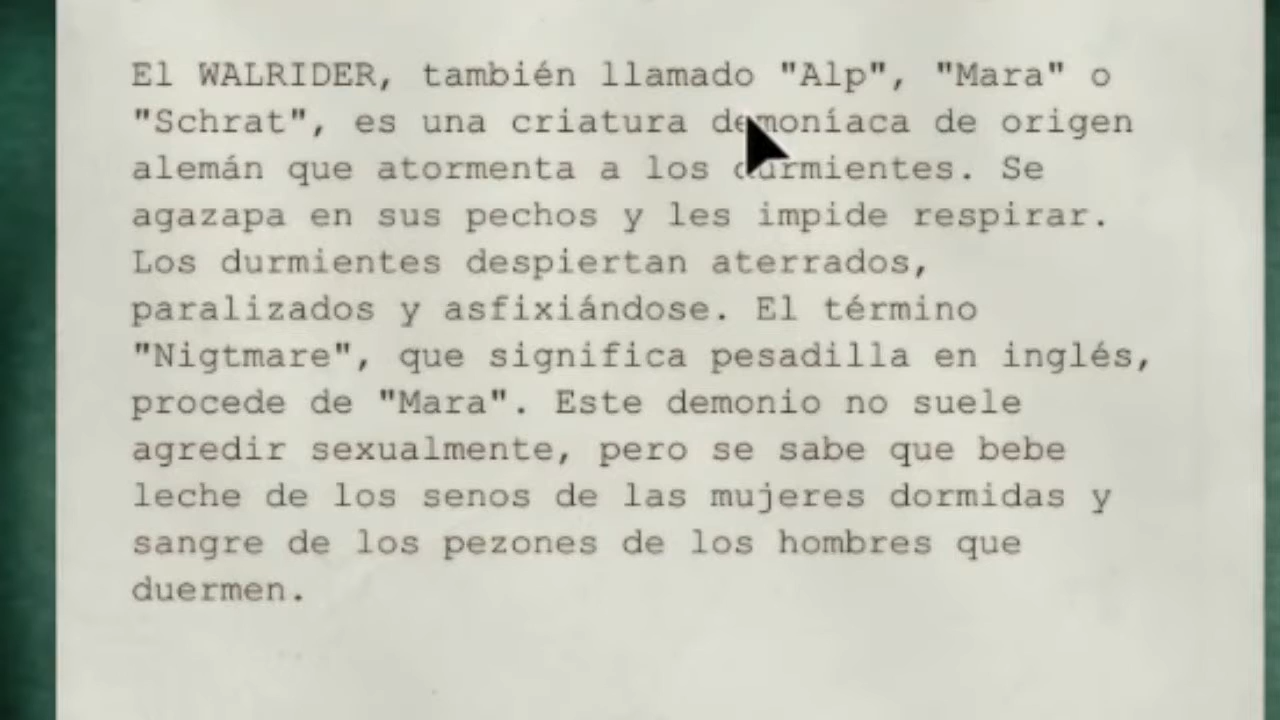 El WALRIDER, también llamado "Alp", "Mara" o
"Schrat", es una criatura demoníaca de origen
alemán que atormenta a los durmientes. Se
agazapa en sus pechos y les impide respirar.
Los durmientes despiertan aterrados,
paralizados y asfixiándose. El término
"Nigtmare", que significa pesadilla en inglés,
procede de "Mara". Este demonio no suele
agredir sexualmente, pero se sabe que bebe
leche de los senos de las mujeres dormidas y
sangre de los pezones de los hombres que
duermen.